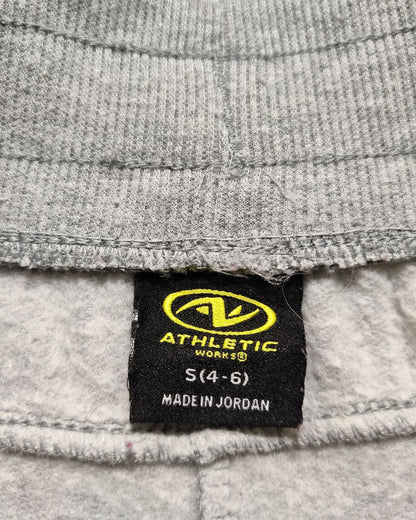 ATHLETIC
WORKS®
S(4-6)
MADE IN JORDAN